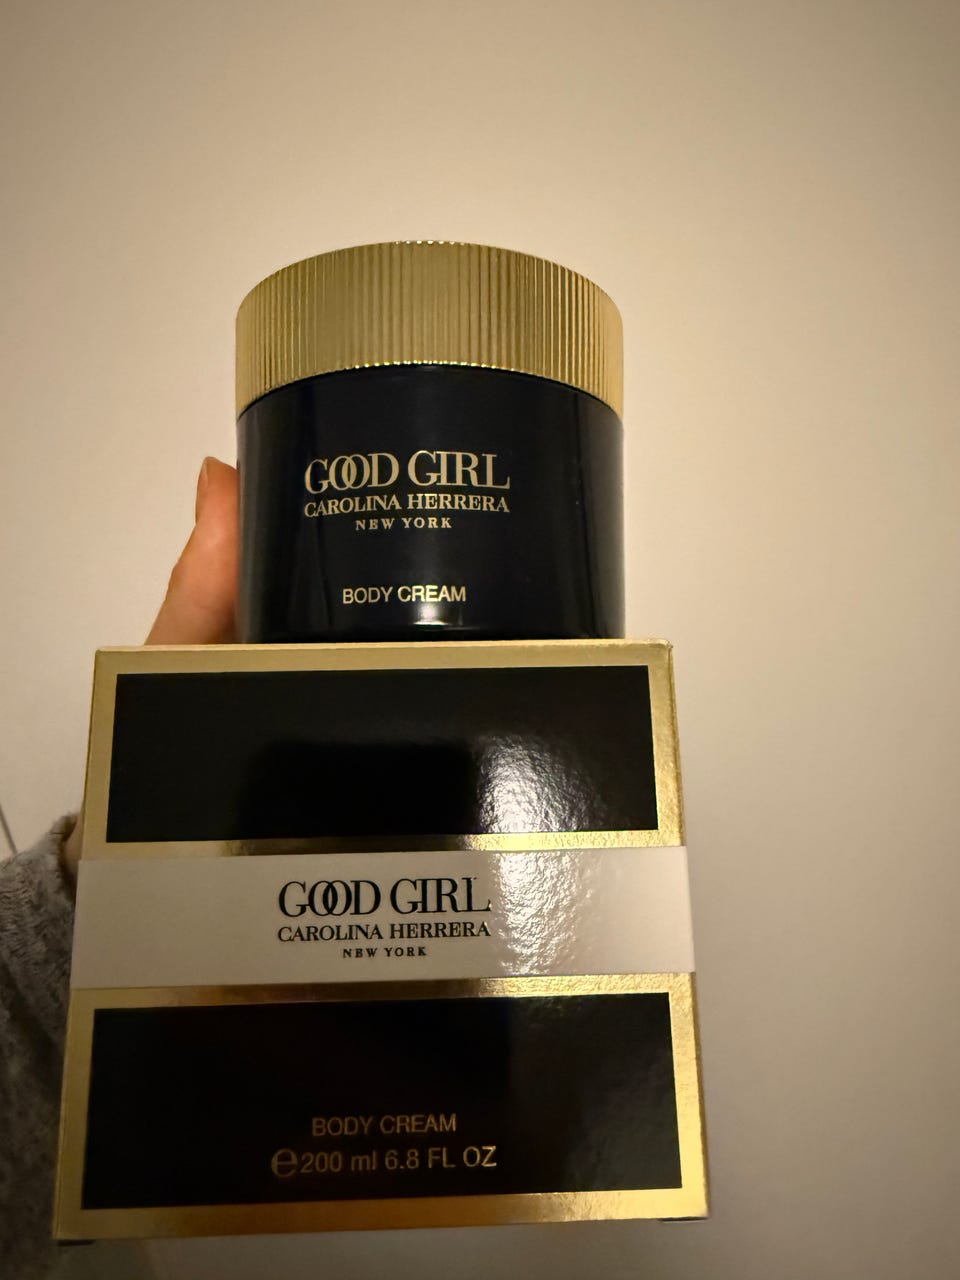 GOOD GIRL
CAROLINA HERRERA
NEW YORK
BODY CREAM
GOOD GIRL
CAROLINA HERRERA
NEW YORK
BODY CREAM
℮200 ml 6.8 FL OZ